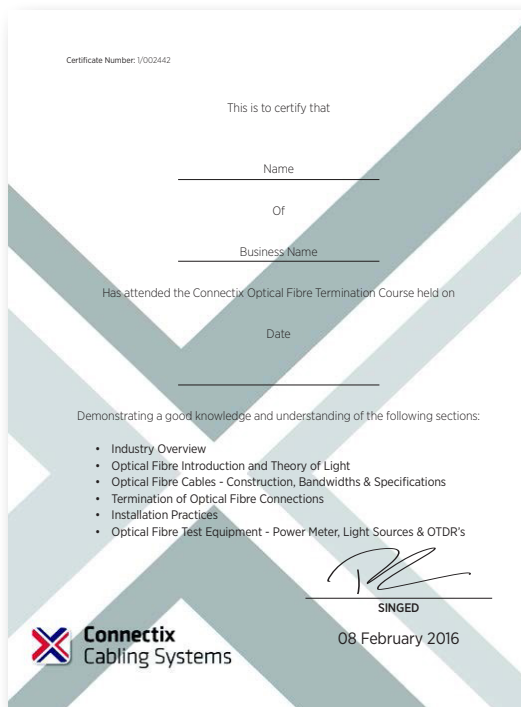 Certificate Number: 1/002442
This is to certify that
Name
Of
Business Name
Has attended the Connectix Optical Fibre Termination Course held on
Date
Demonstrating a good knowledge and understanding of the following sections:
• Industry Overview
• Optical Fibre Introduction and Theory of Light
• Optical Fibre Cables - Construction, Bandwidths & Specifications
• Termination of Optical Fibre Connections
• Installation Practices
• Optical Fibre Test Equipment - Power Meter, Light Sources & OTDR's
SINGED
08 February 2016
Connectix
Cabling Systems